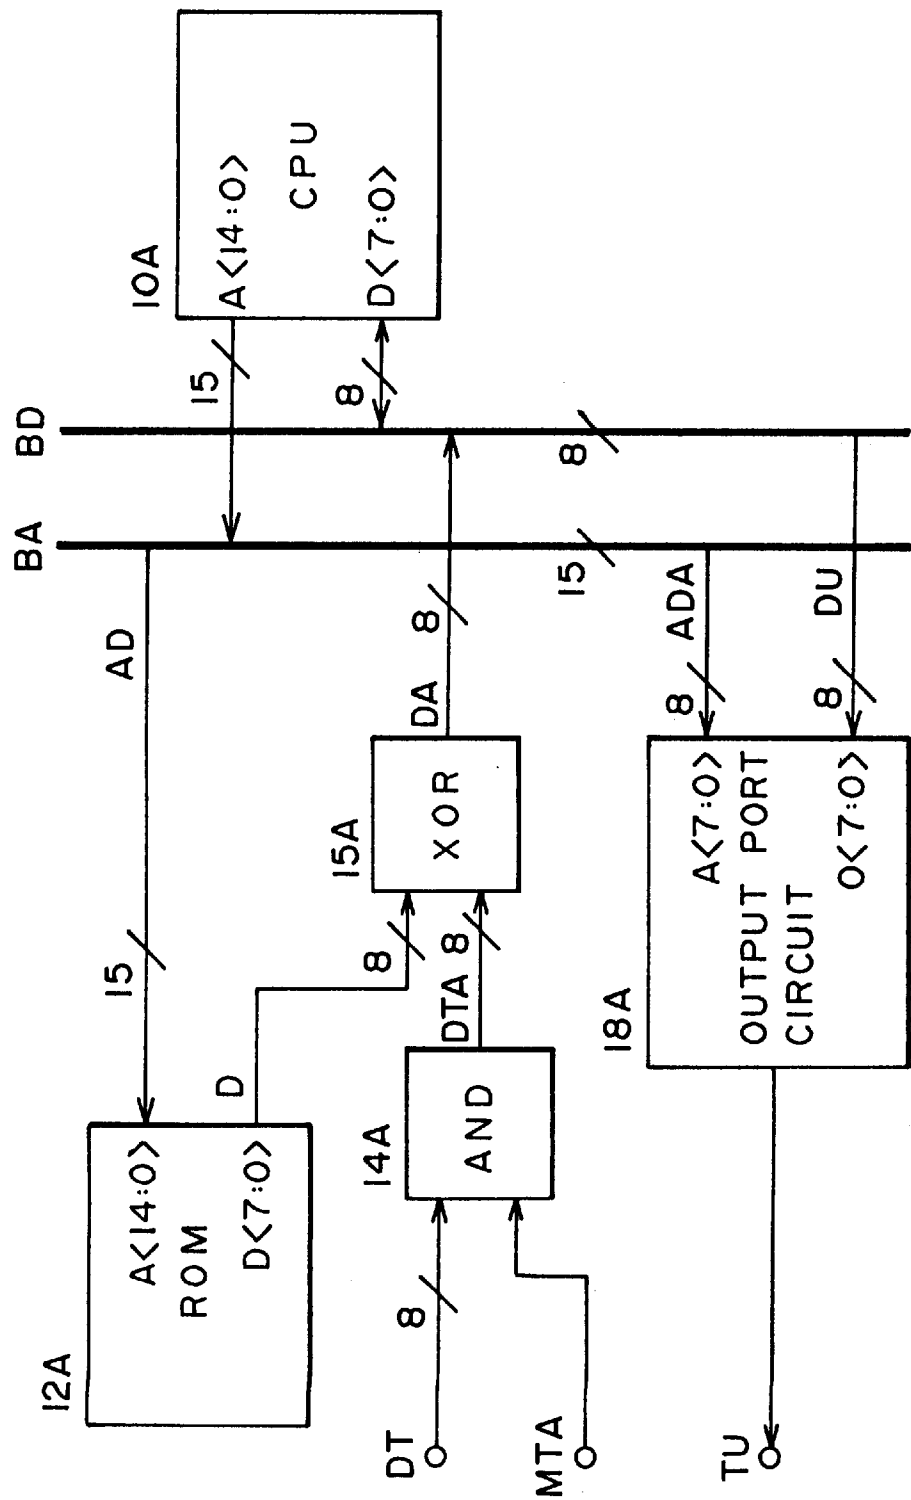 12A
A<14:0>
ROM
D<7:0>
15
AD
D
BA
BD
15
10A
A<14:0>
CPU
D<7:0>
8
DT
8
MTA
14A
AND
DTA
8
8
15A
XOR
DA
8
15
8
TU
18A
A<7:0>
OUTPUT PORT
CIRCUIT
O<7:0>
8
ADA
8
DU